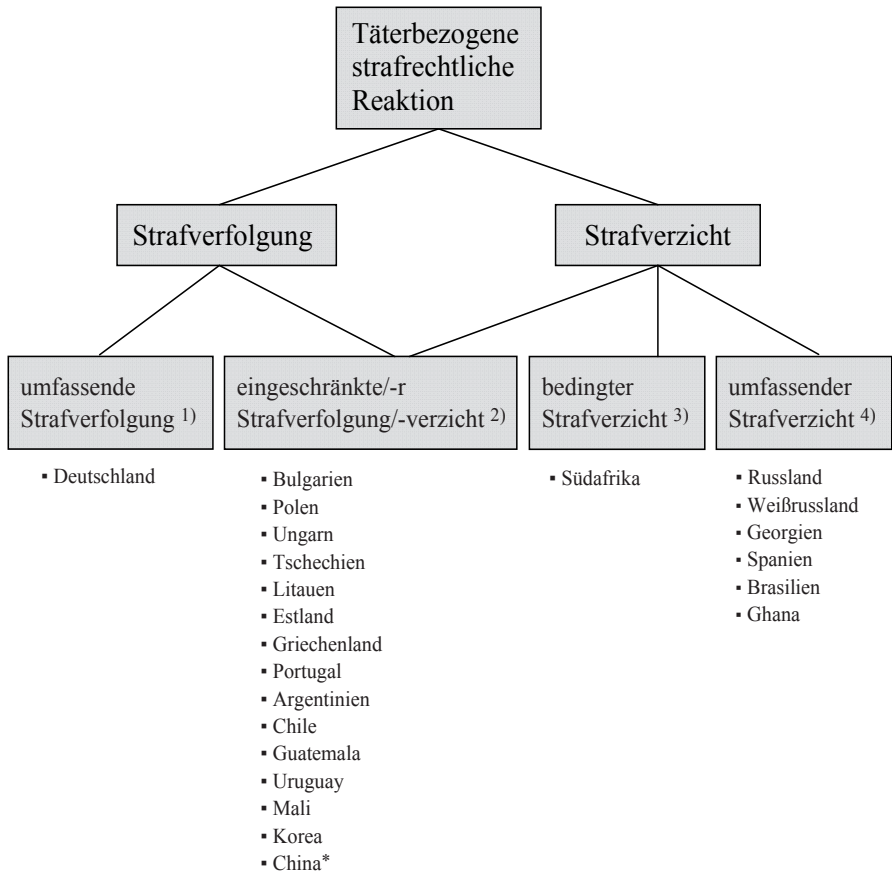 Täterbezogene
strafrechtliche
Reaktion
Strafverfolgung
Strafverzicht
umfassende
Strafverfolgung 1)
eingeschränkte/-r
Strafverfolgung/-verzicht 2)
bedingter
Strafverzicht 3)
umfassender
Strafverzicht 4)
▪ Deutschland
▪ Bulgarien
▪ Polen
▪ Ungarn
▪ Tschechien
▪ Litauen
▪ Estland
▪ Griechenland
▪ Portugal
▪ Argentinien
▪ Chile
▪ Guatemala
▪ Uruguay
▪ Mali
▪ Korea
▪ China*
▪ Südafrika
▪ Russland
▪ Weißrussland
▪ Georgien
▪ Spanien
▪ Brasilien
▪ Ghana